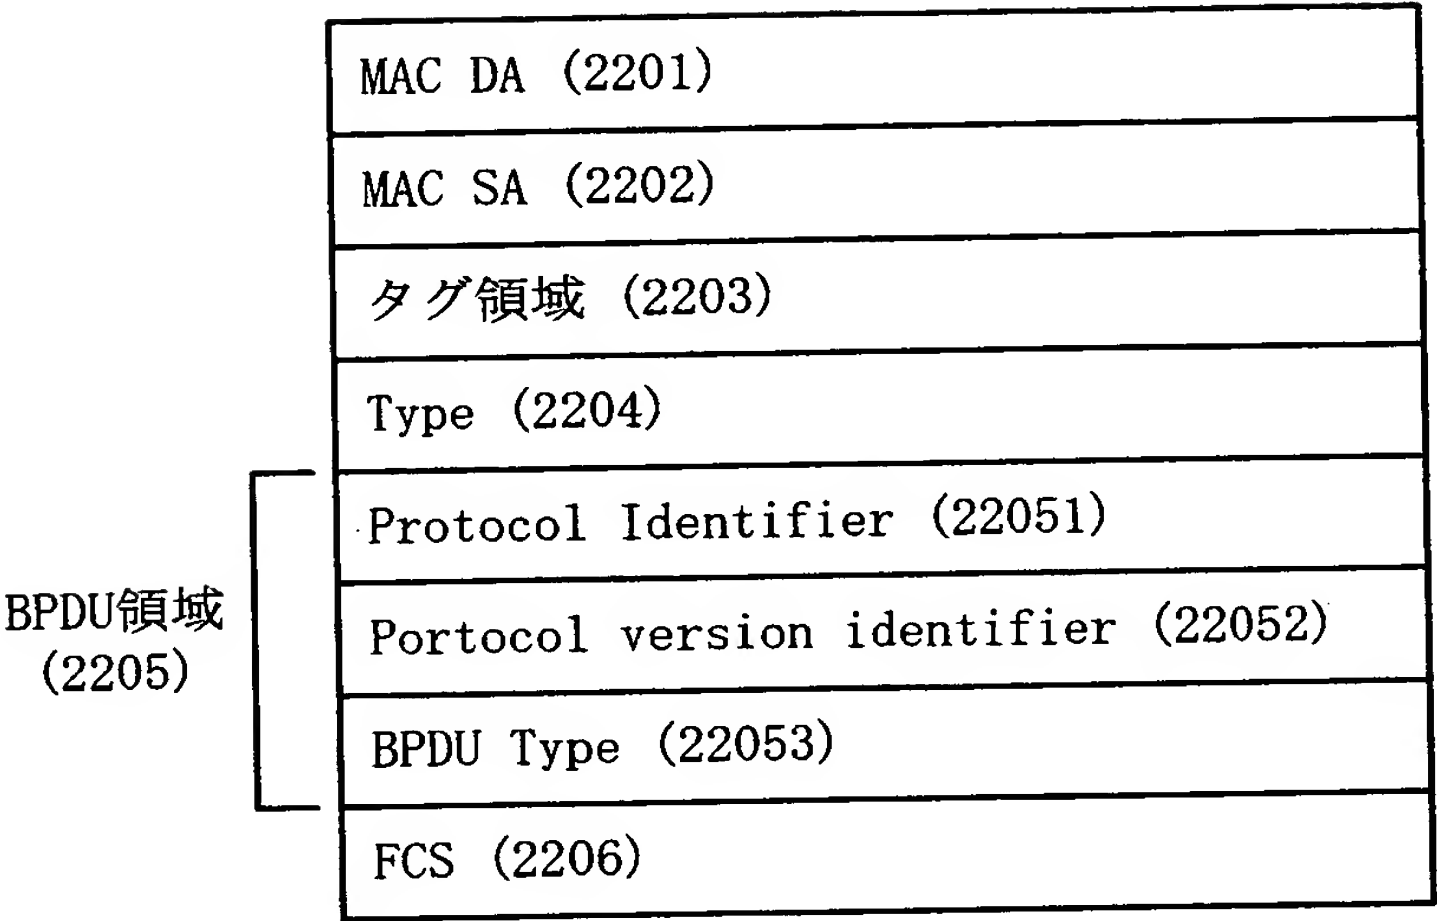 MAC DA (2201)
MAC SA (2202)
タグ領域 (2203)
Type (2204)
Protocol Identifier (22051)
Portocol version identifier (22052)
BPDU Type (22053)
FCS (2206)
BPDU領域
(2205)